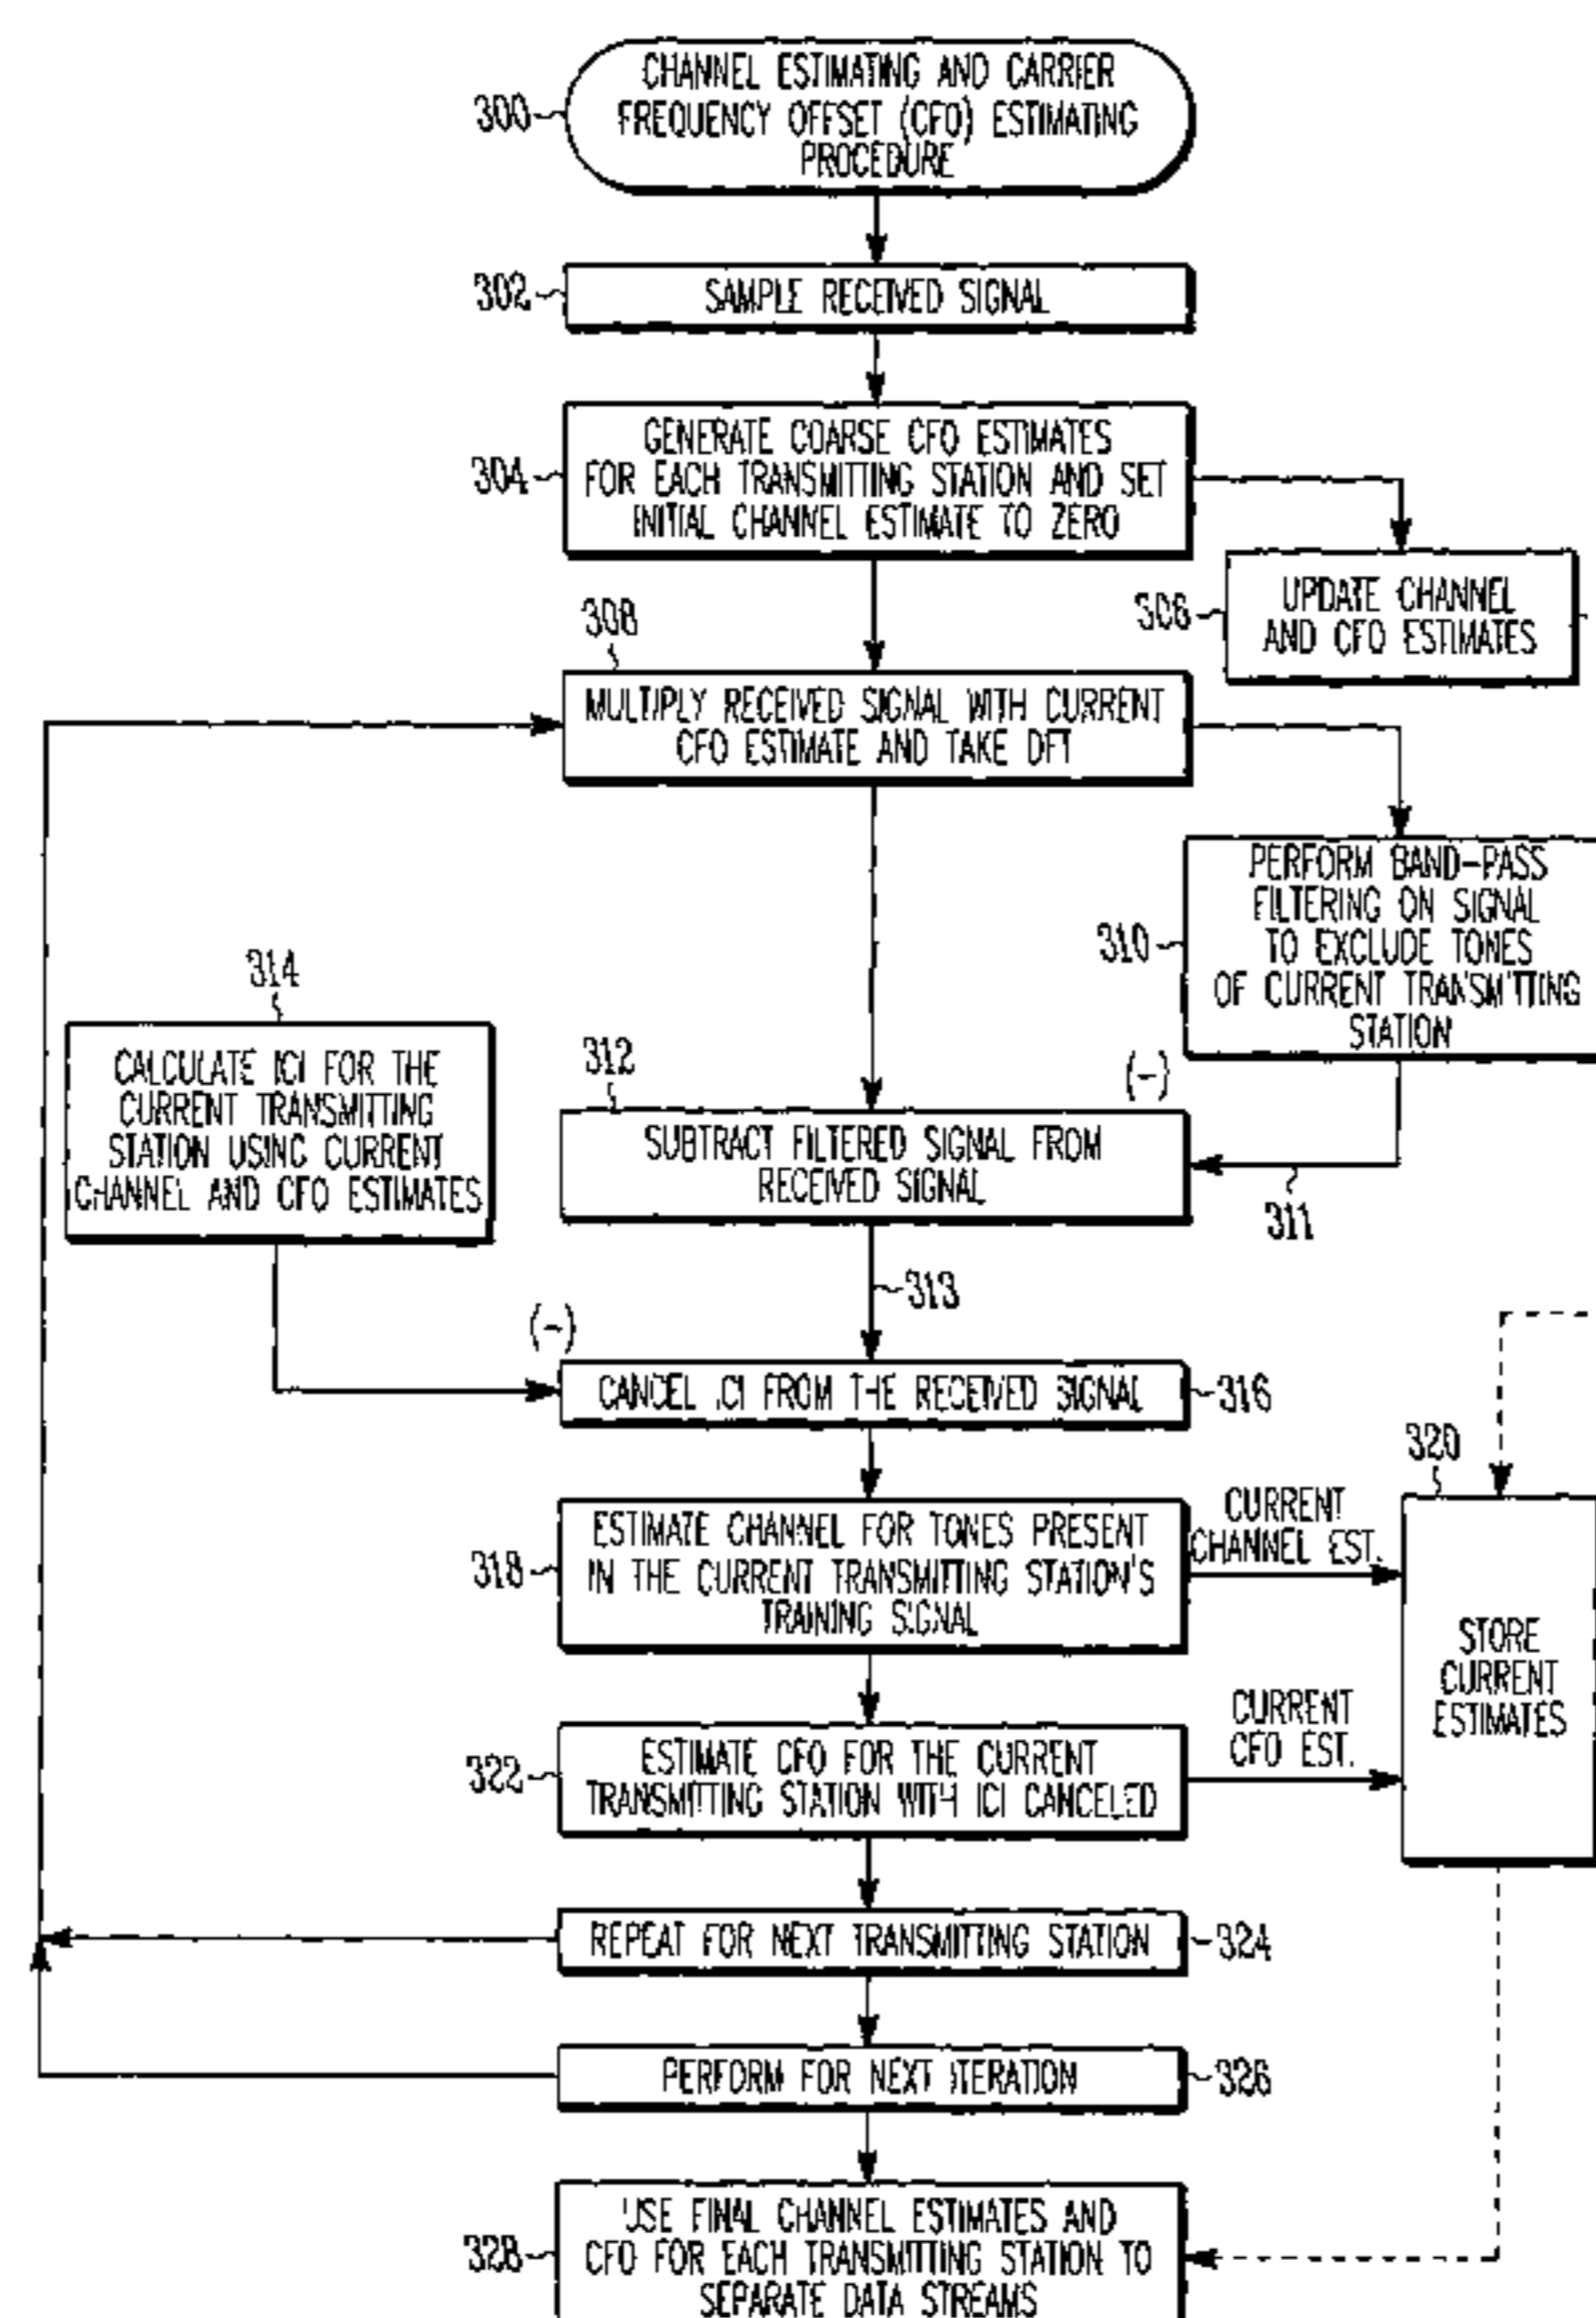 CHANNEL ESTIMATING AND CARRIER
FREQUENCY OFFSET (CFO) ESTIMATING
PROCEDURE
300
302
SAMPLE RECEIVED SIGNAL
304
GENERATE COARSE CFO ESTIMATES
FOR EACH TRANSMITTING STATION AND SET
INITIAL CHANNEL ESTIMATE TO ZERO
306
UPDATE CHANNEL
AND CFO ESTIMATES
308
MULTIPLY RECEIVED SIGNAL WITH CURRENT
CFO ESTIMATE AND TAKE DFT
310
PERFORM BAND-PASS
FILTERING ON SIGNAL
TO EXCLUDE TONES
OF CURRENT TRANSMITTING
STATION
314
CALCULATE ICI FOR THE
CURRENT TRANSMITTING
STATION USING CURRENT
CHANNEL AND CFO ESTIMATES
312
(-)
SUBTRACT FILTERED SIGNAL FROM
RECEIVED SIGNAL
311
313
(-)
CANCEL ICI FROM THE RECEIVED SIGNAL
316
318
ESTIMATE CHANNEL FOR TONES PRESENT
IN THE CURRENT TRANSMITTING STATION'S
TRAINING SIGNAL
CURRENT
CHANNEL EST.
320
STORE
CURRENT
ESTIMATES
322
ESTIMATE CFO FOR THE CURRENT
TRANSMITTING STATION WITH ICI CANCELED
CURRENT
CFO EST.
REPEAT FOR NEXT TRANSMITTING STATION
324
PERFORM FOR NEXT ITERATION
326
328
USE FINAL CHANNEL ESTIMATES AND
CFO FOR EACH TRANSMITTING STATION TO
SEPARATE DATA STREAMS